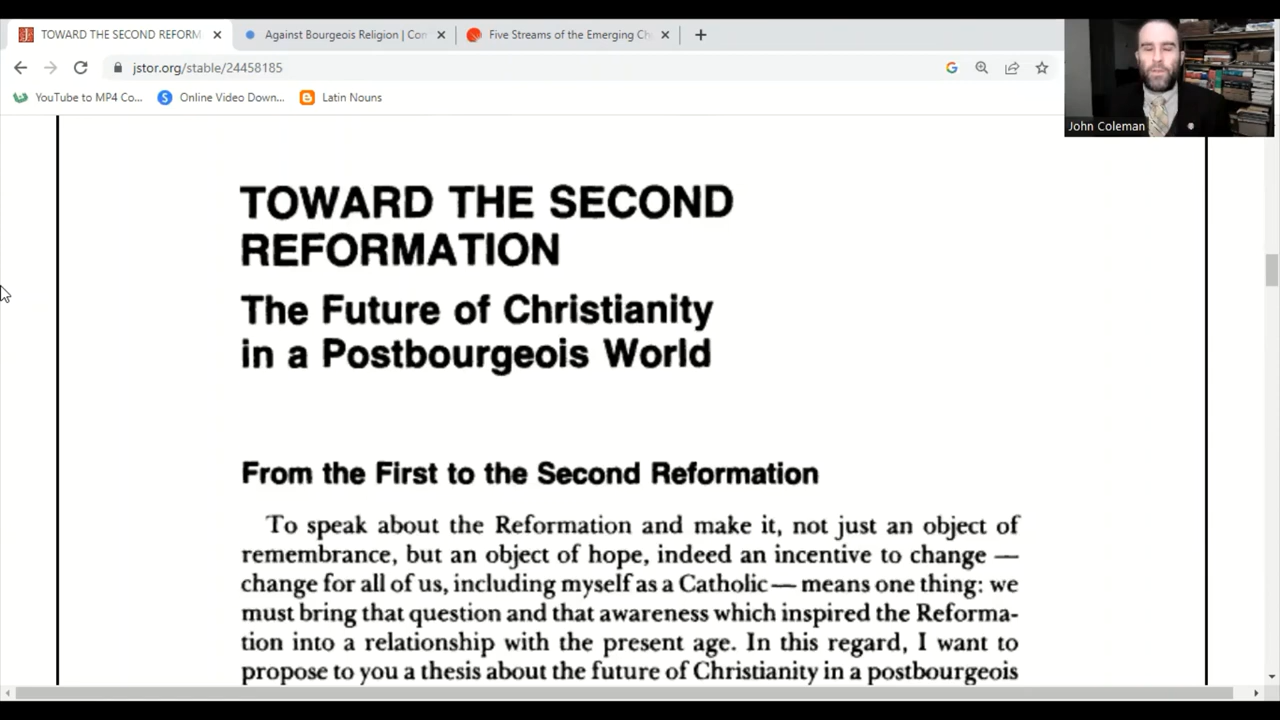 TOWARD THE SECOND REFORM
Against Bourgeois Religion | Con
Five Streams of the Emerging Ch
jstor.org/stable/24458185
YouTube to MP4 Co...
Online Video Down...
Latin Nouns
John Coleman
TOWARD THE SECOND
REFORMATION
The Future of Christianity
in a Postbourgeois World
From the First to the Second Reformation
To speak about the Reformation and make it, not just an object of
remembrance, but an object of hope, indeed an incentive to change —
change for all of us, including myself as a Catholic — means one thing: we
must bring that question and that awareness which inspired the Reforma-
tion into a relationship with the present age. In this regard, I want to
propose to you a thesis about the future of Christianity in a postbourgeois